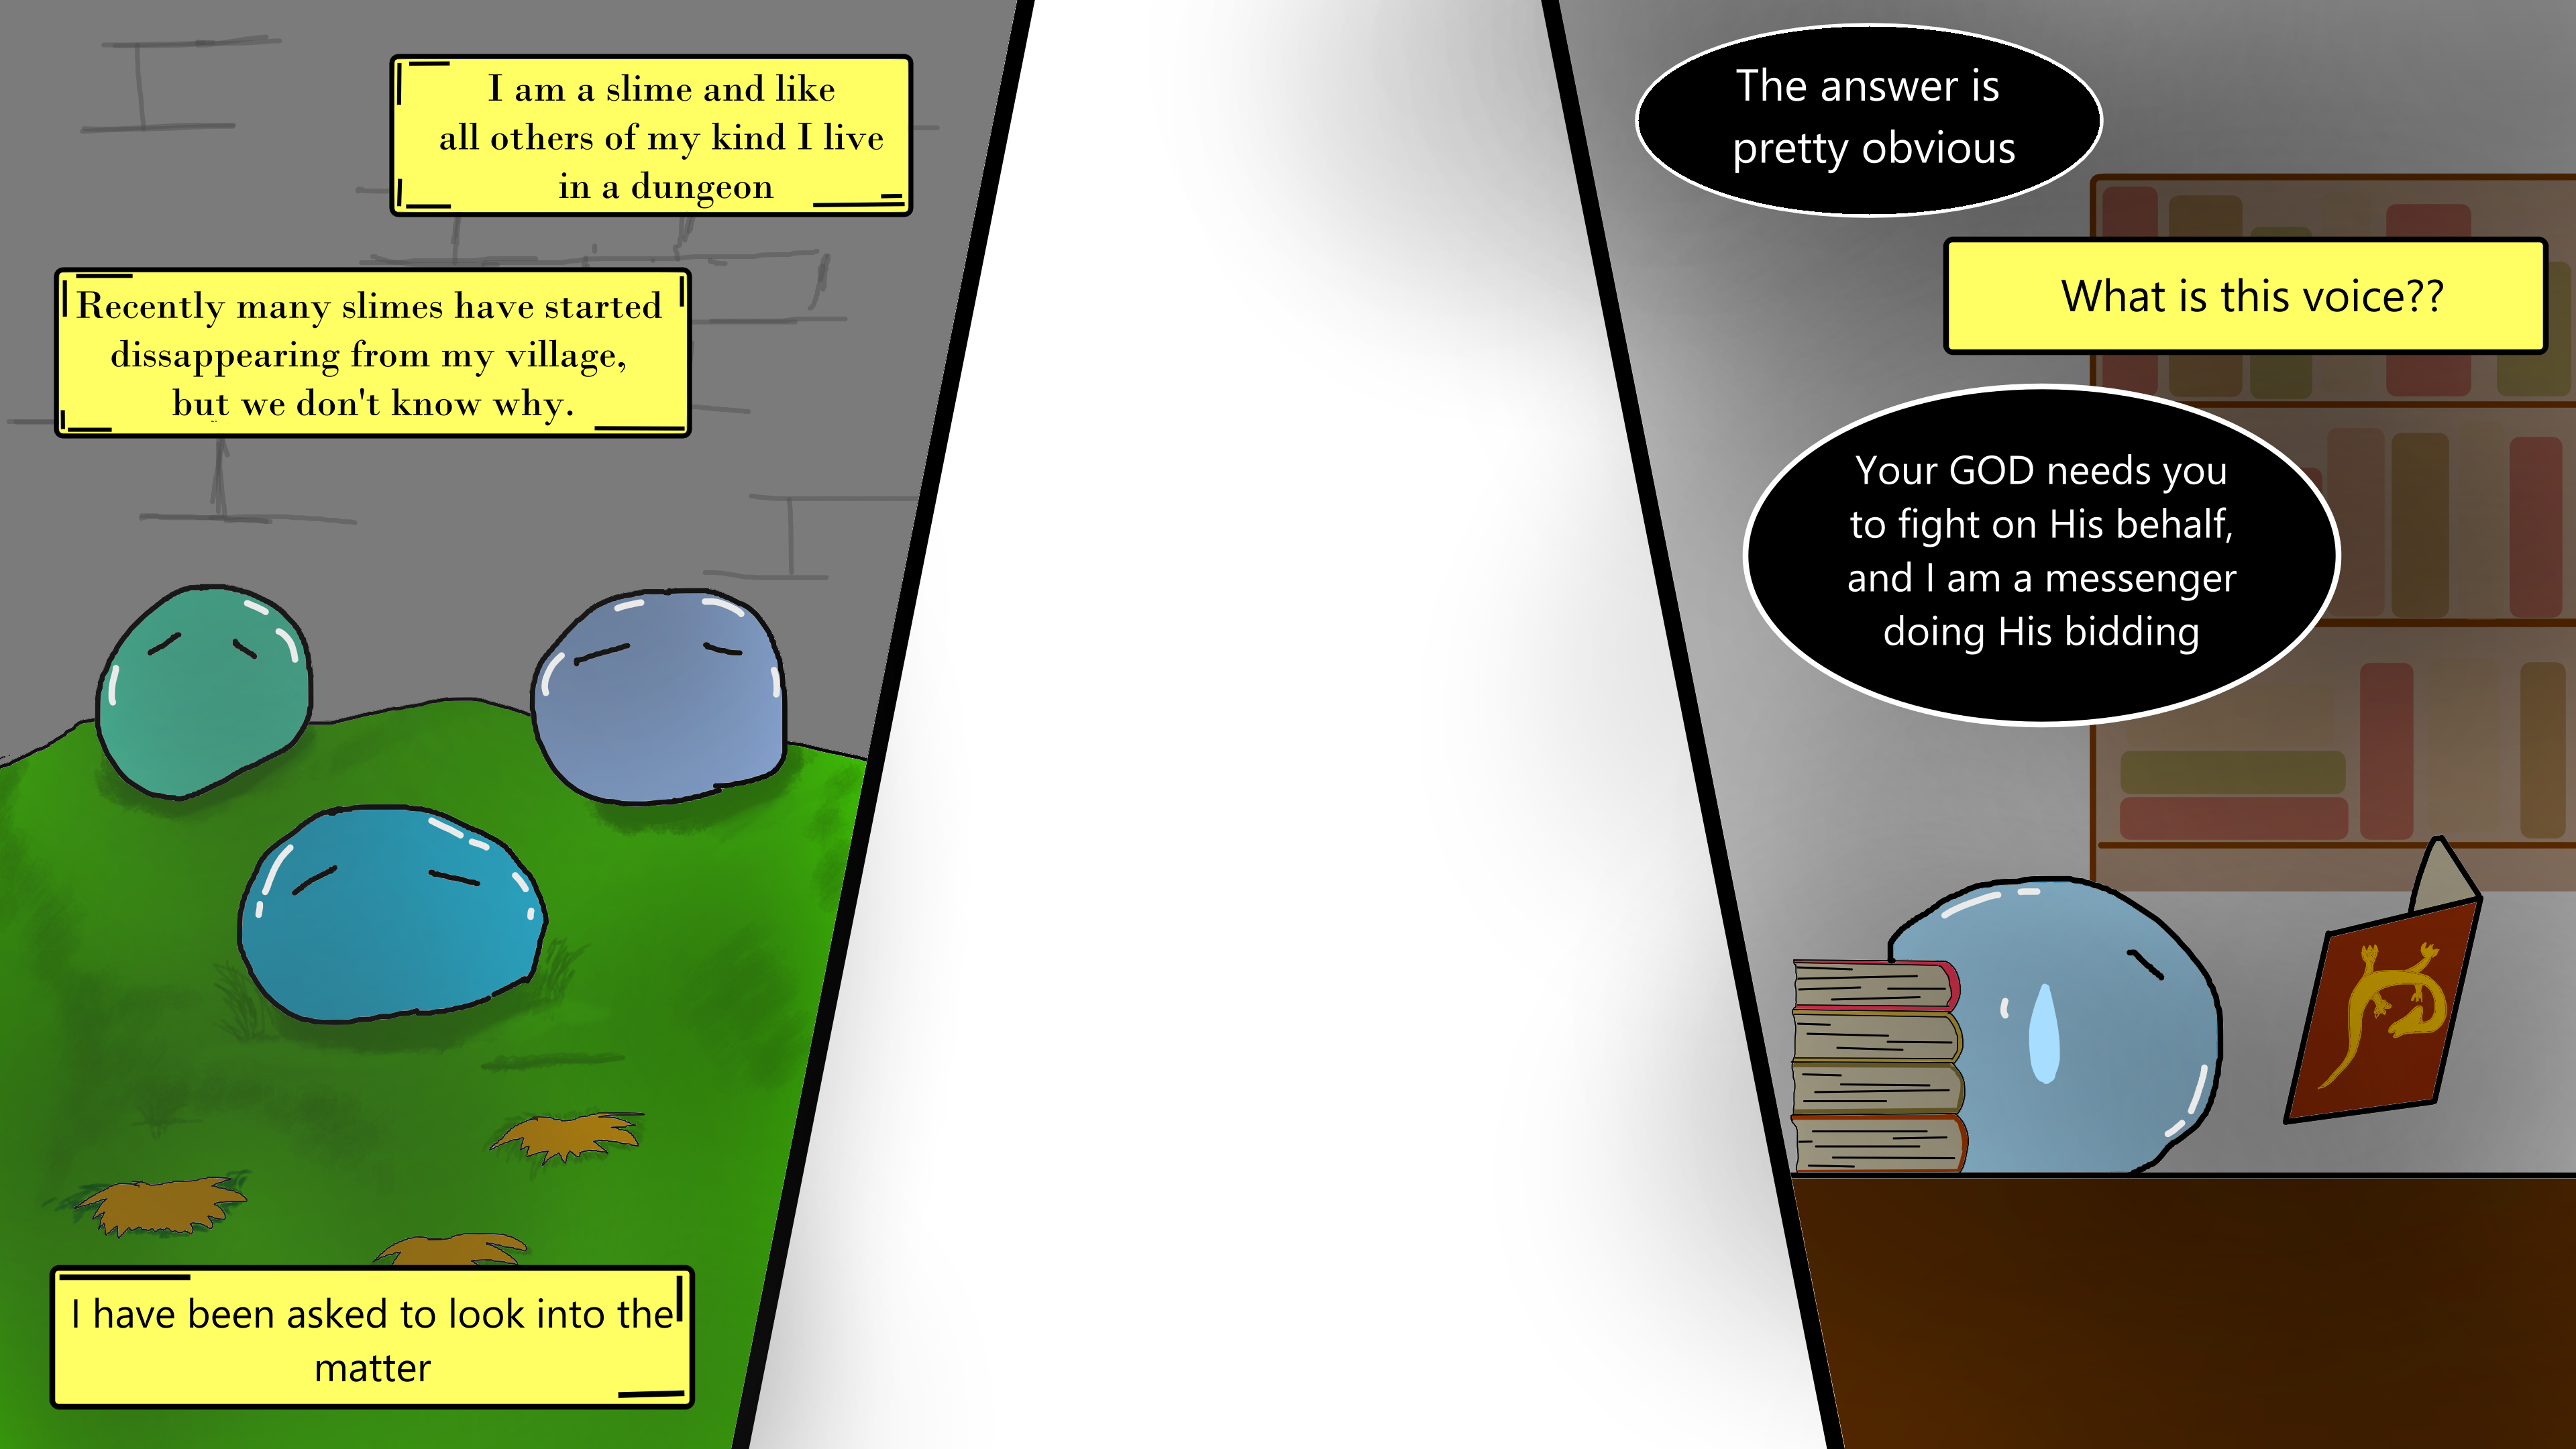 I am a slime and like
all others of my kind I live
in a dungeon
Recently many slimes have started
dissappearing from my village,
but we don't know why.
I have been asked to look into the
matter
The answer is
pretty obvious
What is this voice??
Your GOD needs you
to fight on His behalf,
and I am a messenger
doing His bidding